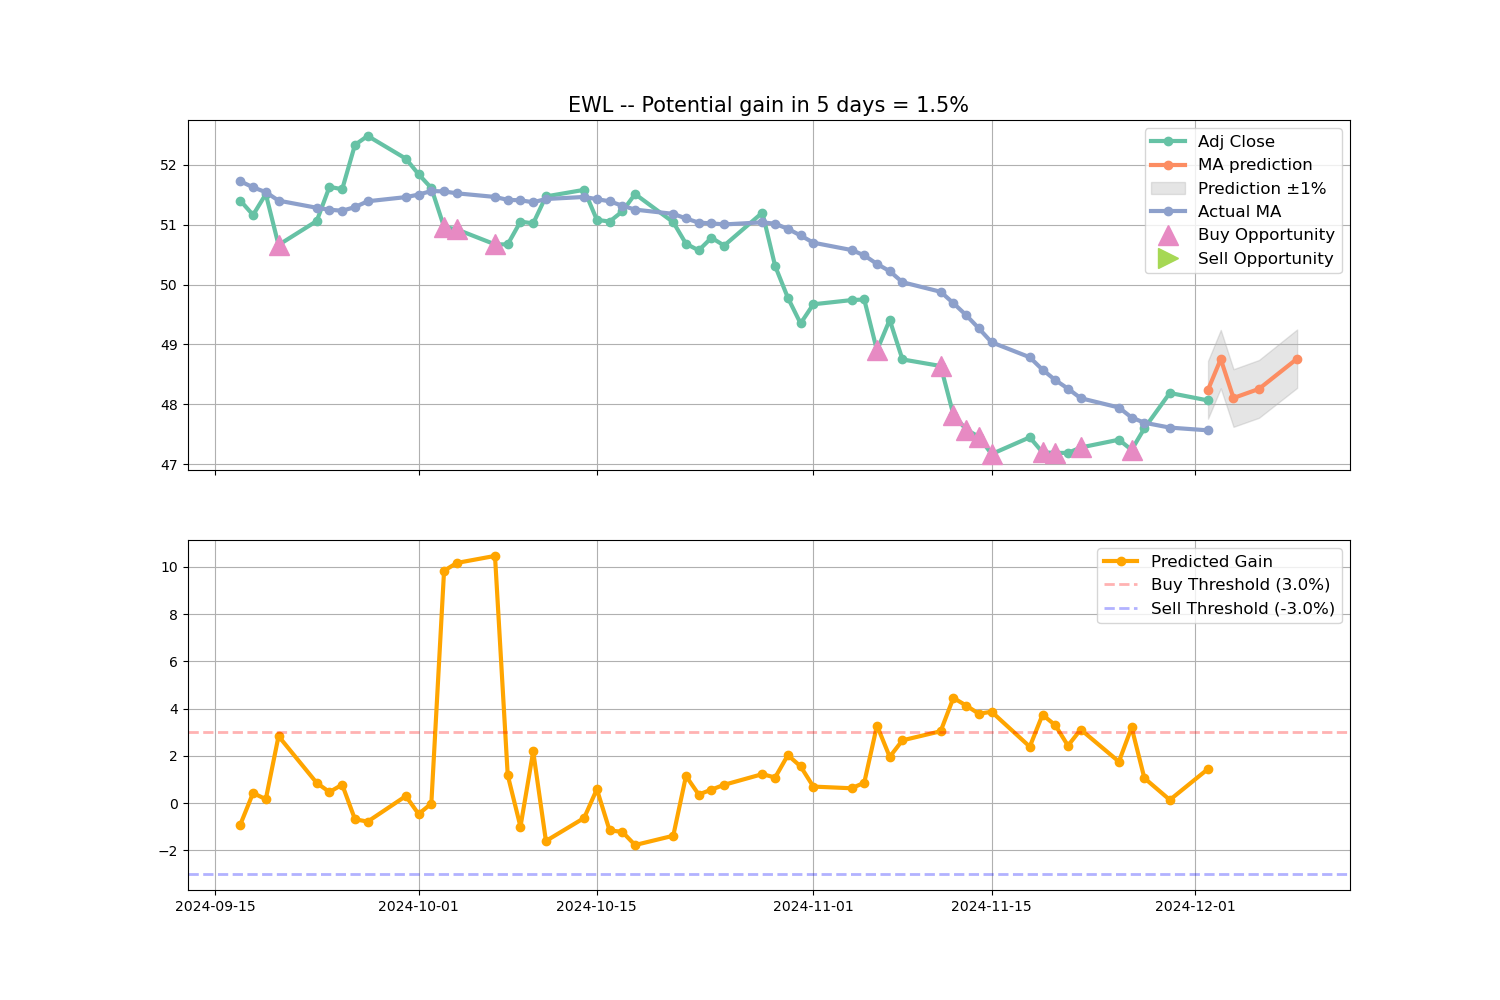 EWL -- Potential gain in 5 days = 1.5%
52
51
50
49
48
47
Adj Close
MA prediction
Prediction ±1%
Actual MA
Buy Opportunity
Sell Opportunity
10
8
6
4
2
0
−2
Predicted Gain
Buy Threshold (3.0%)
Sell Threshold (-3.0%)
2024-09-15
2024-10-01
2024-10-15
2024-11-01
2024-11-15
2024-12-01